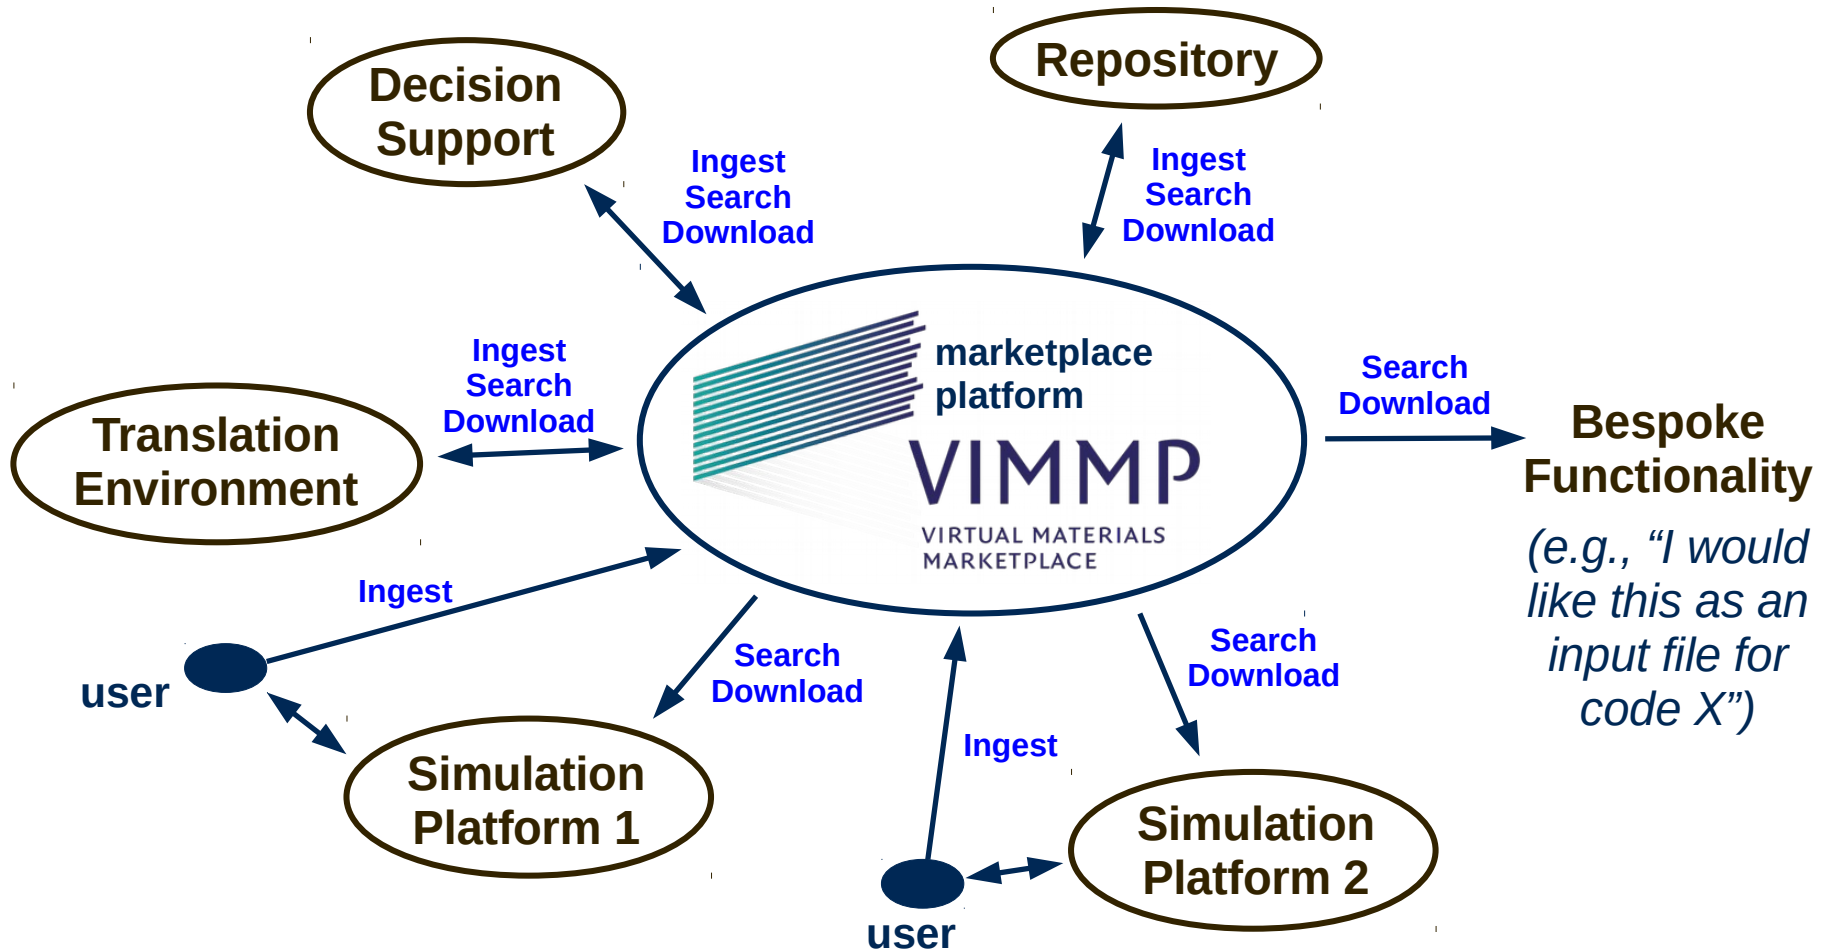 Decision
Support
Repository
Ingest
Search
Download
Ingest
Search
Download
Ingest
Search
Download
marketplace
platform
VIMMP
VIRTUAL MATERIALS
MARKETPLACE
Search
Download
Translation
Environment
Bespoke
Functionality
(e.g., “I would
like this as an
input file for
code X”)
Ingest
user
Search
Download
Search
Download
Simulation
Platform 1
Ingest
Simulation
Platform 2
user